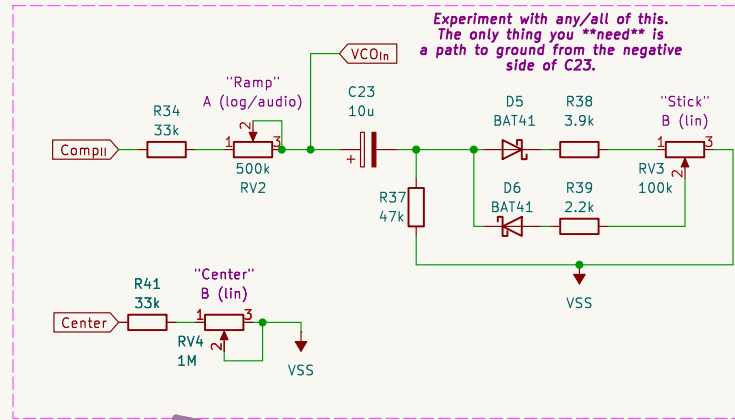 Experiment with any/all of this.
The only thing you **need** is
a path to ground from the negative
side of C23.
VCOIn
"Ramp"
A (log/audio)
C23
10u
R34
33k
CompII
1
2
3
500k
RV2
+
D5
BAT41
R38
3.9k
"Stick"
B (lin)
1
3
2
RV3
100k
R37
47k
D6
BAT41
R39
2.2k
VSS
"Center"
B (lin)
R41
33k
Center
1
3
2
RV4
1M
VSS